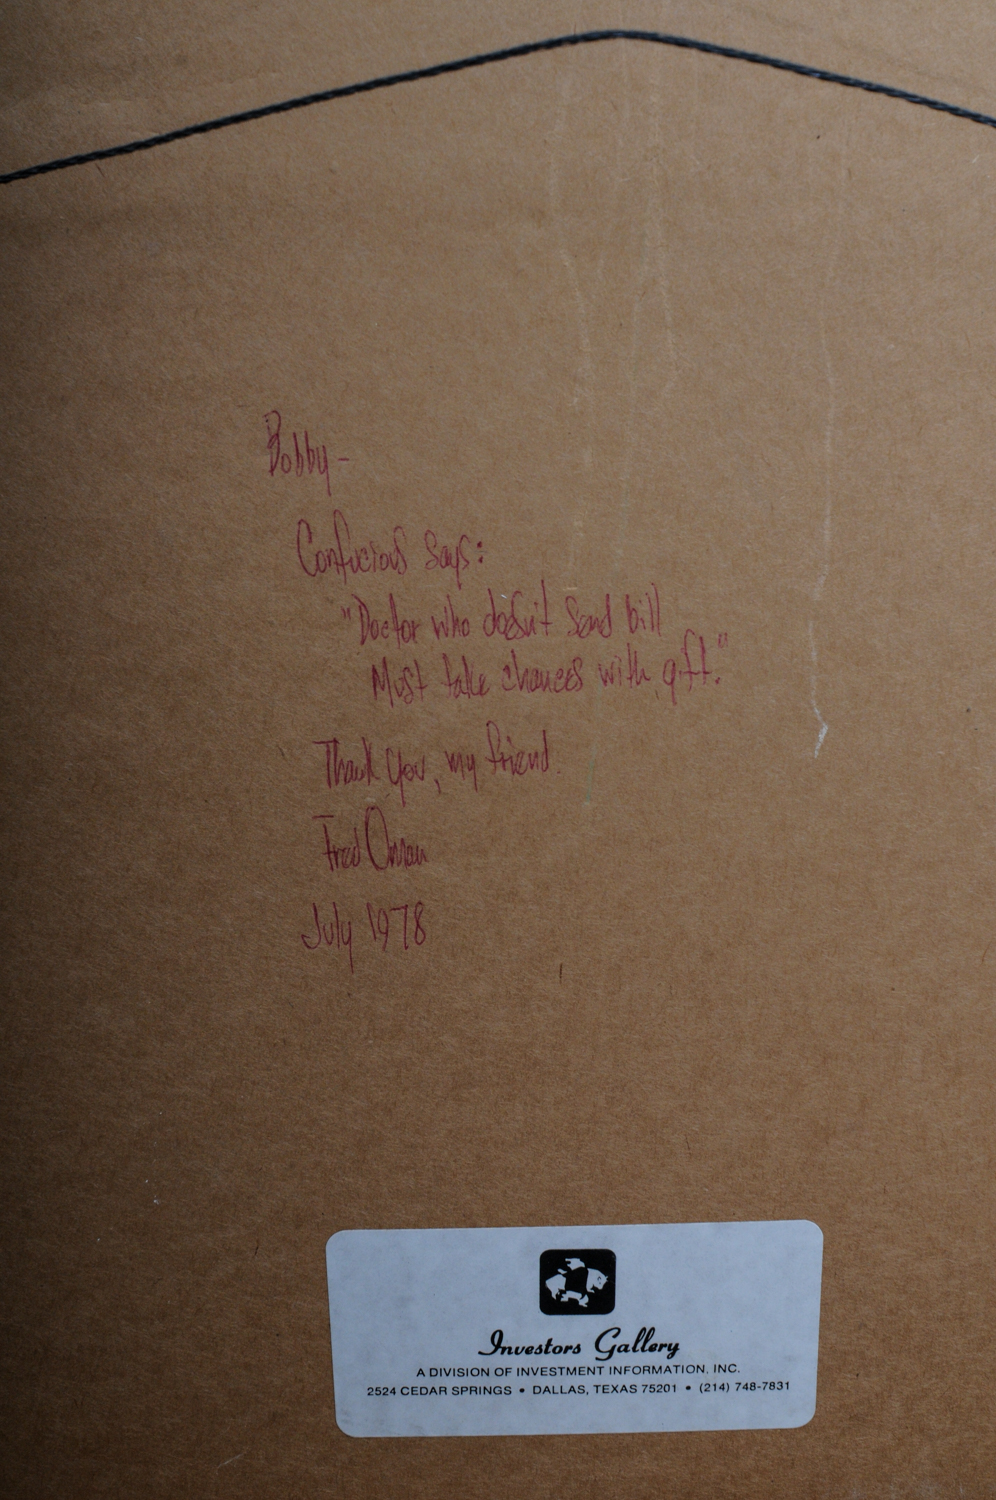 Bobby-
Confucious says:
"Doctor who doesn't send bill
Must take chances with gift."
Thank you, my friend.
Fred Oman
July 1978
Investors Gallery
A DIVISION OF INVESTMENT INFORMATION, INC.
2524 CEDAR SPRINGS • DALLAS, TEXAS 75201 • (214) 748-7831